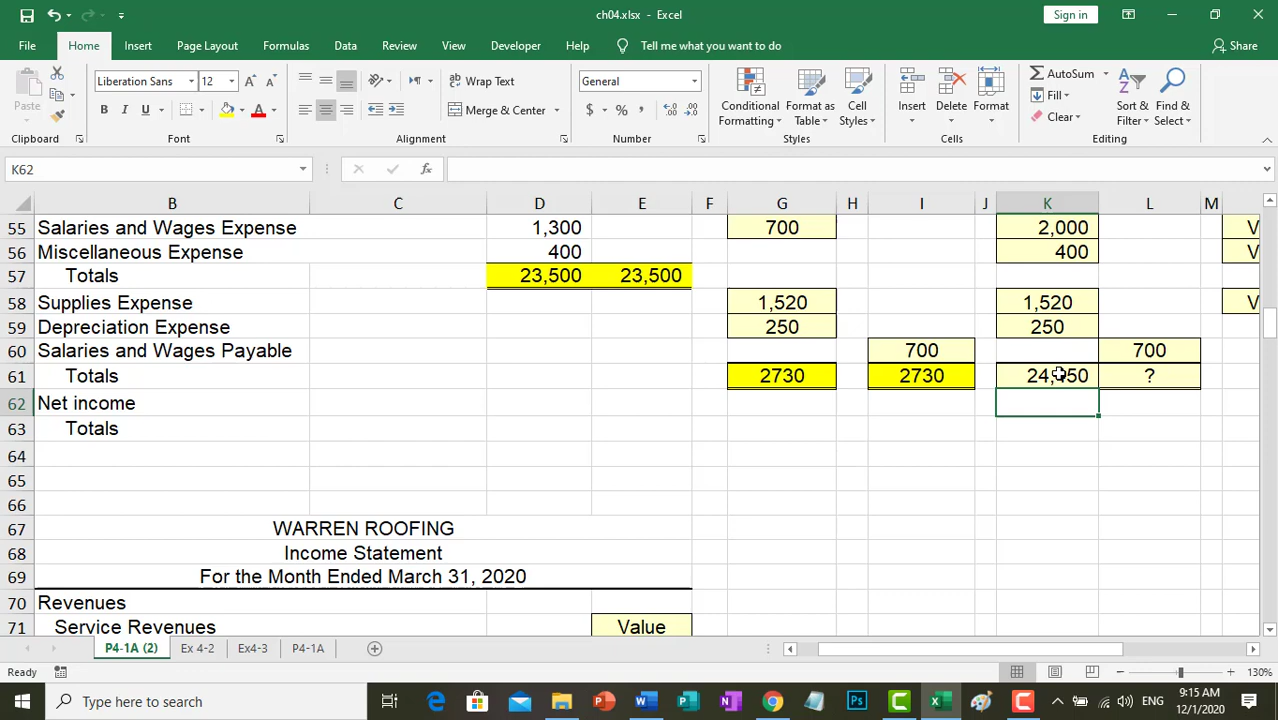 ch04.xlsx - Excel
Sign in
File Home Insert Page Layout Formulas Data Review View Developer Help Tell me what you want to do Share
Paste
Liberation Sans 12
Wrap Text
Merge & Center
General
Conditional Formatting
Format as Table
Cell Styles
Insert
Delete
Format
AutoSum
Fill
Clear
Sort & Filter
Find & Select
Clipboard Font Alignment Number Styles Cells Editing
K62
fx
B C D E F G H I J K L M
55 Salaries and Wages Expense 1,300 700 2,000 V
56 Miscellaneous Expense 400 400 V
57 Totals 23,500 23,500
58 Supplies Expense 1,520 1,520 V
59 Depreciation Expense 250 250
60 Salaries and Wages Payable 700 700
61 Totals 2730 2730 ?
62 Net income
63 Totals
64
65
66
67 WARREN ROOFING
68 Income Statement
69 For the Month Ended March 31, 2020
70 Revenues
71 Service Revenues Value
P4-1A (2) Ex 4-2 Ex4-3 P4-1A
Ready
130%
Type here to search
ENG
9:15 AM
12/1/2020